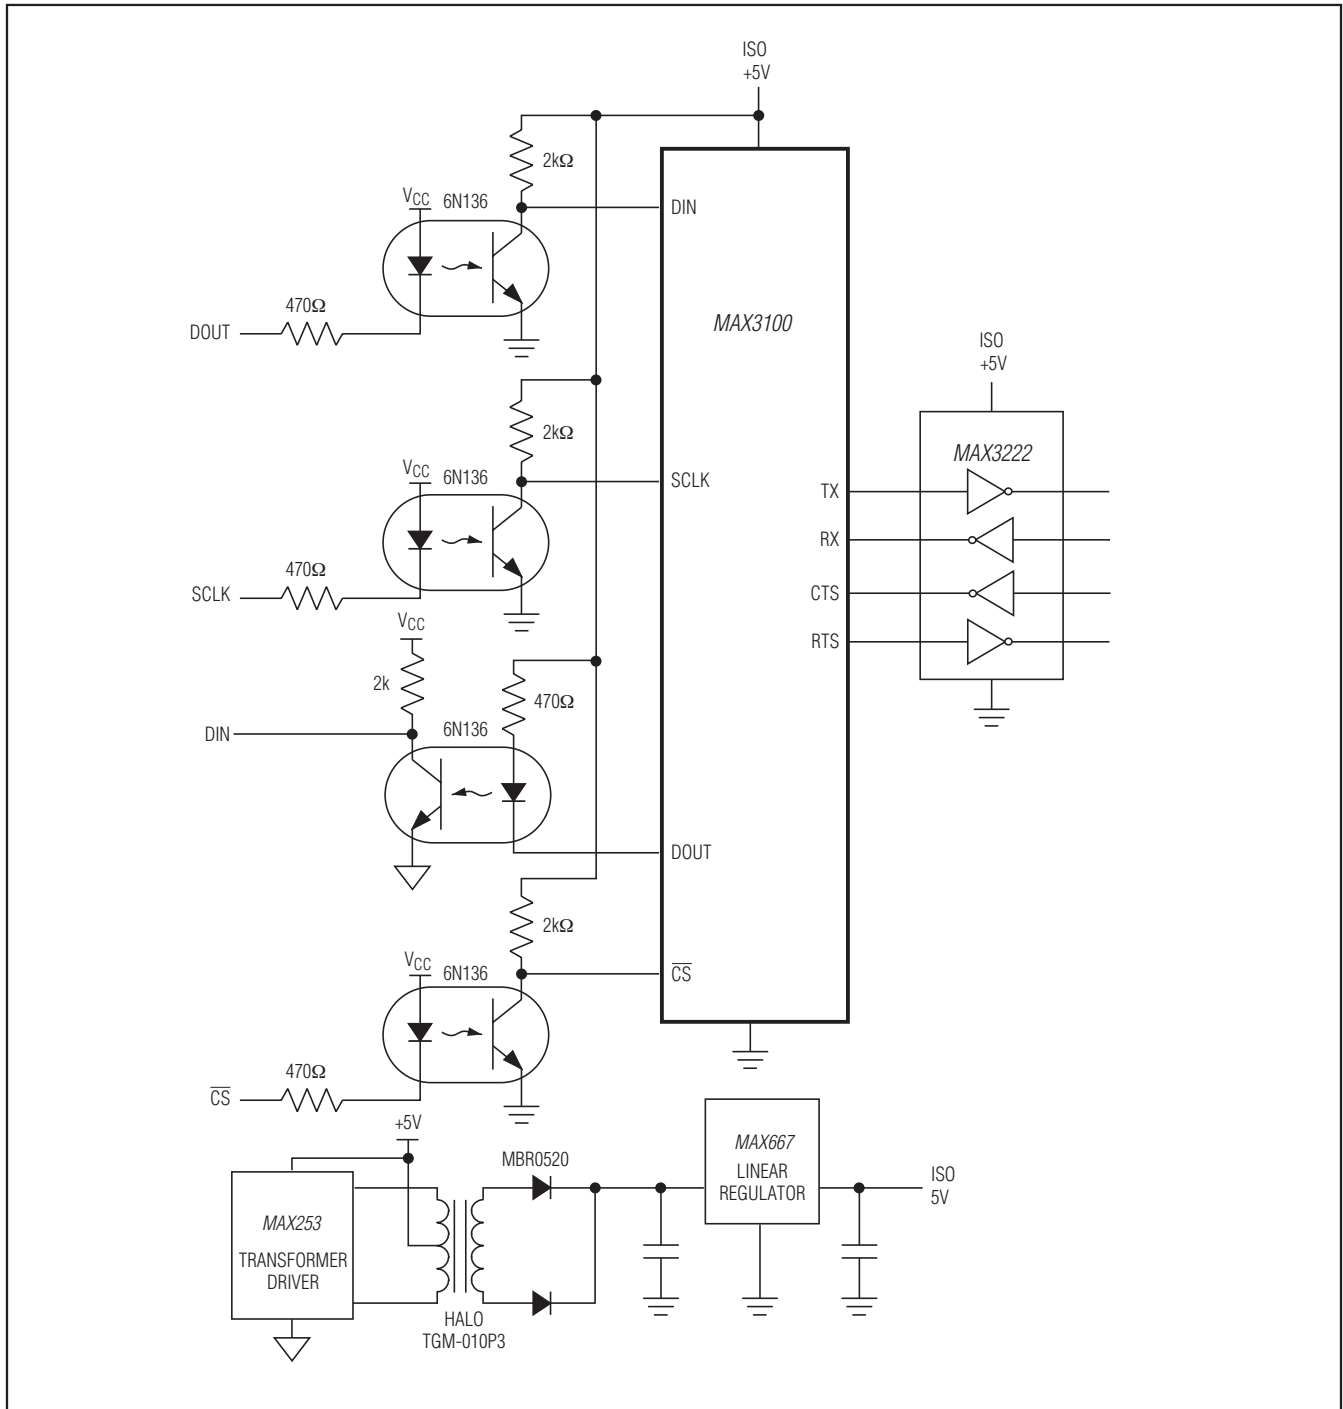 ISO
+5V
2kΩ
VCC
6N136
DIN
470Ω
DOUT
MAX3100
ISO
+5V
2kΩ
MAX3222
VCC
6N136
SCLK
TX
RX
470Ω
SCLK
CTS
VCC
RTS
2k
470Ω
6N136
DIN
DOUT
2kΩ
VCC
6N136
CS
470Ω
CS
+5V
MBR0520
MAX667
LINEAR
REGULATOR
ISO
5V
MAX253
TRANSFORMER
DRIVER
HALO
TGM-010P3